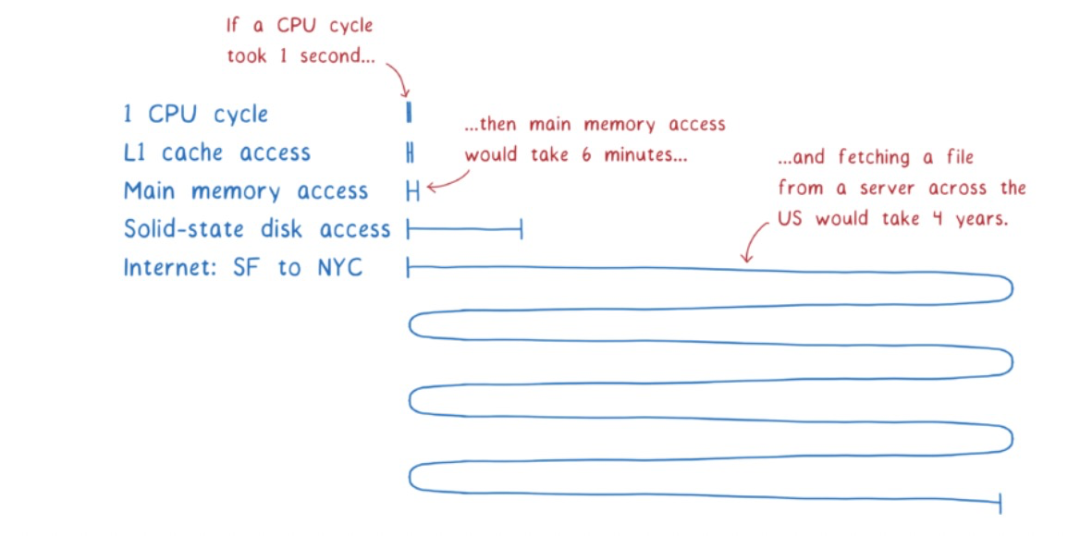 If a CPU cycle
took 1 second...
1 CPU cycle
L1 cache access
Main memory access
Solid-state disk access
Internet: SF to NYC
...then main memory access
would take 6 minutes...
...and fetching a file
from a server across the
US would take 4 years.